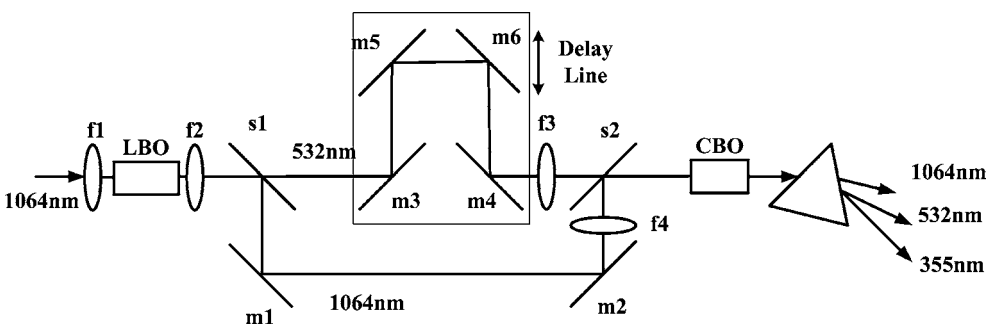 m5
m6
Delay
Line
f1
LBO
f2
s1
532nm
f3
s2
CBO
1064nm
1064nm
m3
m4
532nm
f4
355nm
m1
1064nm
m2